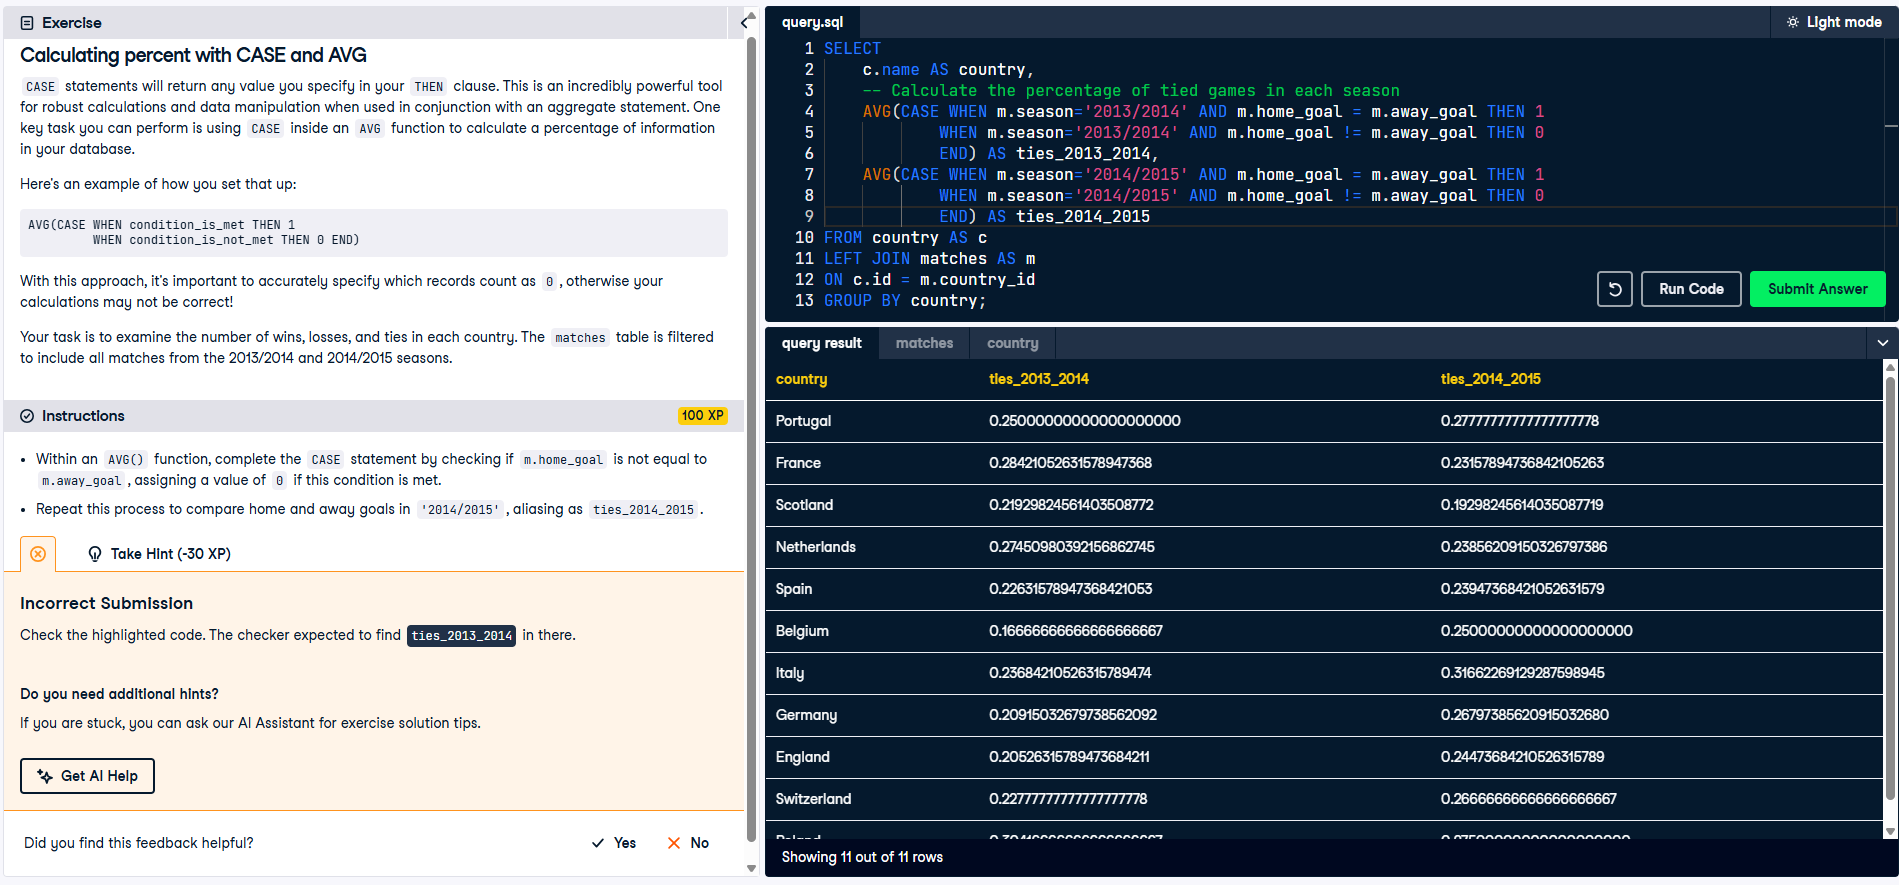 Exercise
Calculating percent with CASE and AVG
CASE statements will return any value you specify in your THEN clause. This is an incredibly powerful tool
for robust calculations and data manipulation when used in conjunction with an aggregate statement. One
key task you can perform is using CASE inside an AVG function to calculate a percentage of information
in your database.
Here's an example of how you set that up:
AVG(CASE WHEN condition_is_met THEN 1
WHEN condition_is_not_met THEN 0 END)
With this approach, it's important to accurately specify which records count as 0, otherwise your
calculations may not be correct!
Your task is to examine the number of wins, losses, and ties in each country. The matches table is filtered
to include all matches from the 2013/2014 and 2014/2015 seasons.
Instructions
100 XP
• Within an AVG() function, complete the CASE statement by checking if m.home_goal is not equal to
m.away_goal, assigning a value of 0 if this condition is met.
• Repeat this process to compare home and away goals in '2014/2015', aliasing as ties_2014_2015.
Take Hint (-30 XP)
Incorrect Submission
Check the highlighted code. The checker expected to find ties_2013_2014 in there.
Do you need additional hints?
If you are stuck, you can ask our AI Assistant for exercise solution tips.
Get AI Help
Did you find this feedback helpful?
Yes
No
query.sql
Light mode
1 SELECT
2 c.name AS country,
3 -- Calculate the percentage of tied games in each season
4 AVG(CASE WHEN m.season='2013/2014' AND m.home_goal = m.away_goal THEN 1
5 WHEN m.season='2013/2014' AND m.home_goal != m.away_goal THEN 0
6 END) AS ties_2013_2014,
7 AVG(CASE WHEN m.season='2014/2015' AND m.home_goal = m.away_goal THEN 1
8 WHEN m.season='2014/2015' AND m.home_goal != m.away_goal THEN 0
9 END) AS ties_2014_2015
10 FROM country AS c
11 LEFT JOIN matches AS m
12 ON c.id = m.country_id
13 GROUP BY country;
Run Code
Submit Answer
query result
matches
country
country ties_2013_2014 ties_2014_2015
Portugal 0.25000000000000000000 0.27777777777777777778
France 0.28421052631578947368 0.23157894736842105263
Scotland 0.21929824561403508772 0.19298245614035087719
Netherlands 0.27450980392156862745 0.23856209150326797386
Spain 0.22631578947368421053 0.23947368421052631579
Belgium 0.16666666666666666667 0.25000000000000000000
Italy 0.23684210526315789474 0.31662269129287598945
Germany 0.20915032679738562092 0.26797385620915032680
England 0.20526315789473684211 0.24473684210526315789
Switzerland 0.22777777777777777778 0.26666666666666666667
Showing 11 out of 11 rows